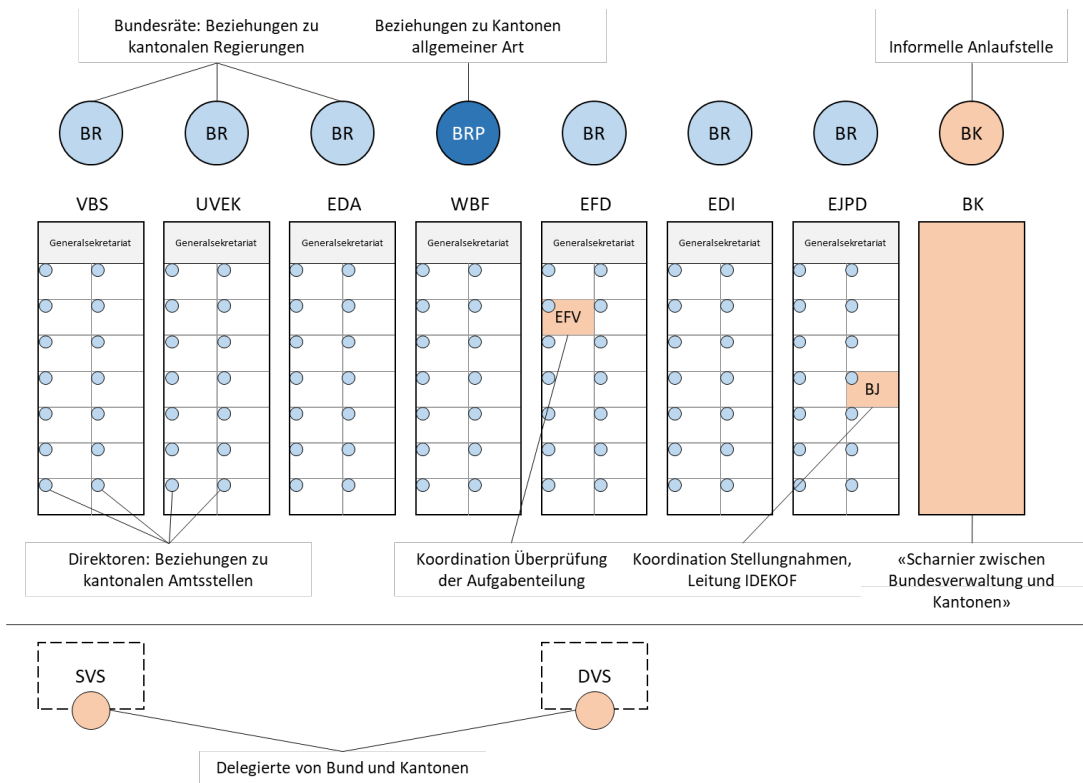 Bundesräte: Beziehungen zu
kantonalen Regierungen
Beziehungen zu Kantonen
allgemeiner Art
Informelle Anlaufstelle
BR
BR
BR
BRP
BR
BR
BR
BK
VBS
UVEK
EDA
WBF
EFD
EDI
EJPD
BK
Generalsekretariat
Generalsekretariat
Generalsekretariat
Generalsekretariat
Generalsekretariat
Generalsekretariat
Generalsekretariat
EFV
BJ
Direktoren: Beziehungen zu
kantonalen Amtsstellen
Koordination Überprüfung
der Aufgabenteilung
Koordination Stellungnahmen,
Leitung IDEKOF
«Scharnier zwischen
Bundesverwaltung und
Kantonen»
SVS
DVS
Delegierte von Bund und Kantonen